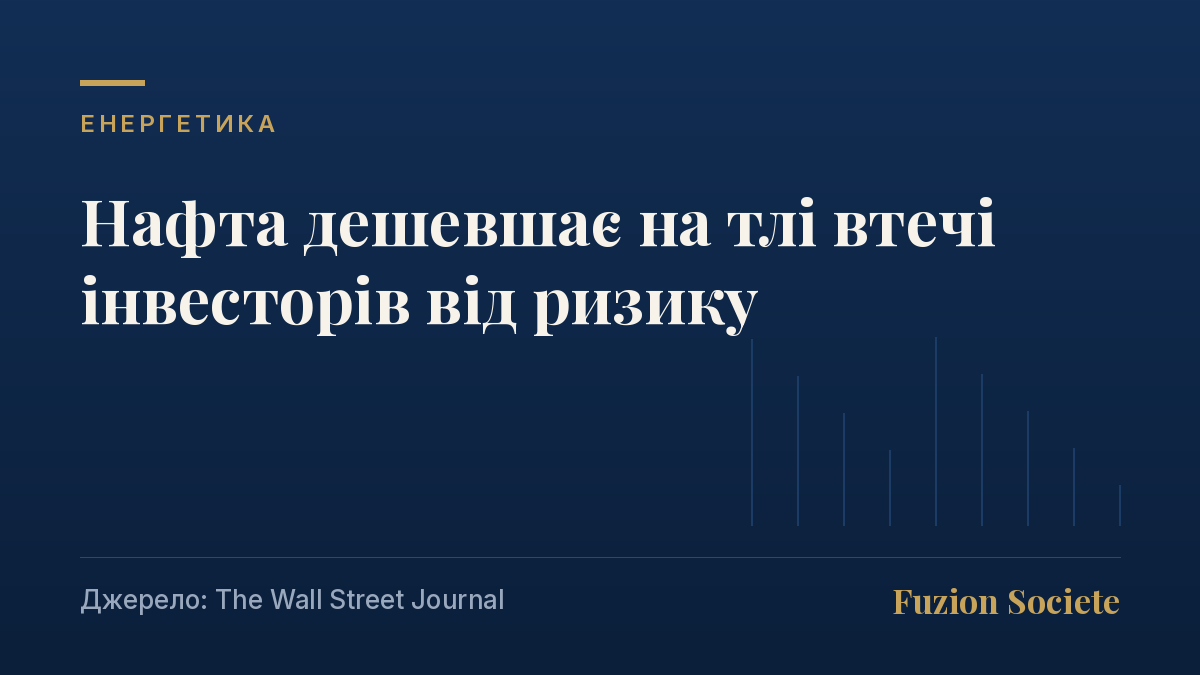 ЕНЕРГЕТИКА
Нафта дешевшає на тлі втечі
інвесторів від ризику
Джерело: The Wall Street Journal
Fuzion Societe